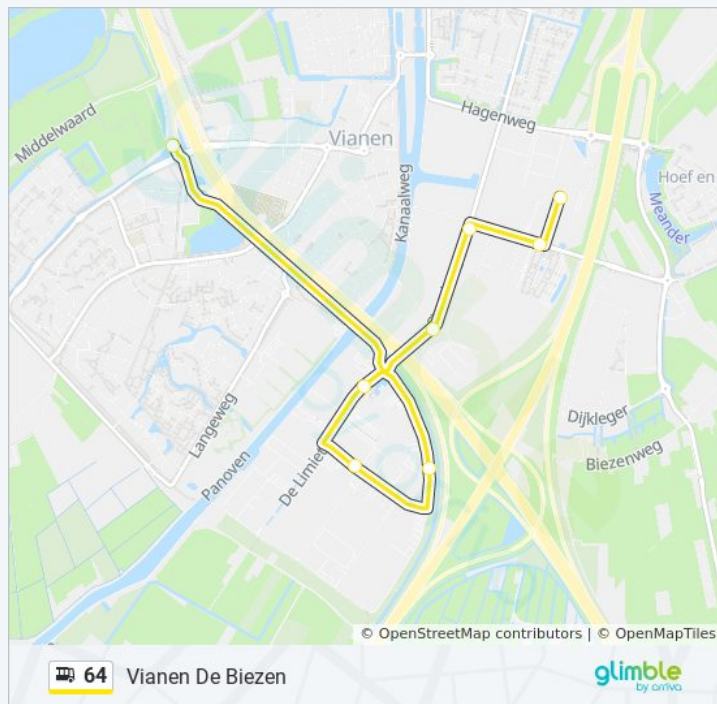 Middelwaard
Hagenweg
Vianen
Kanaalweg
Hoef en
Meander
Langeweg
Panoven
De Limie
Dijkleger
Biezenweg
© OpenStreetMap contributors | © OpenMapTiles
64 Vianen De Biezen
glimble
by arriva